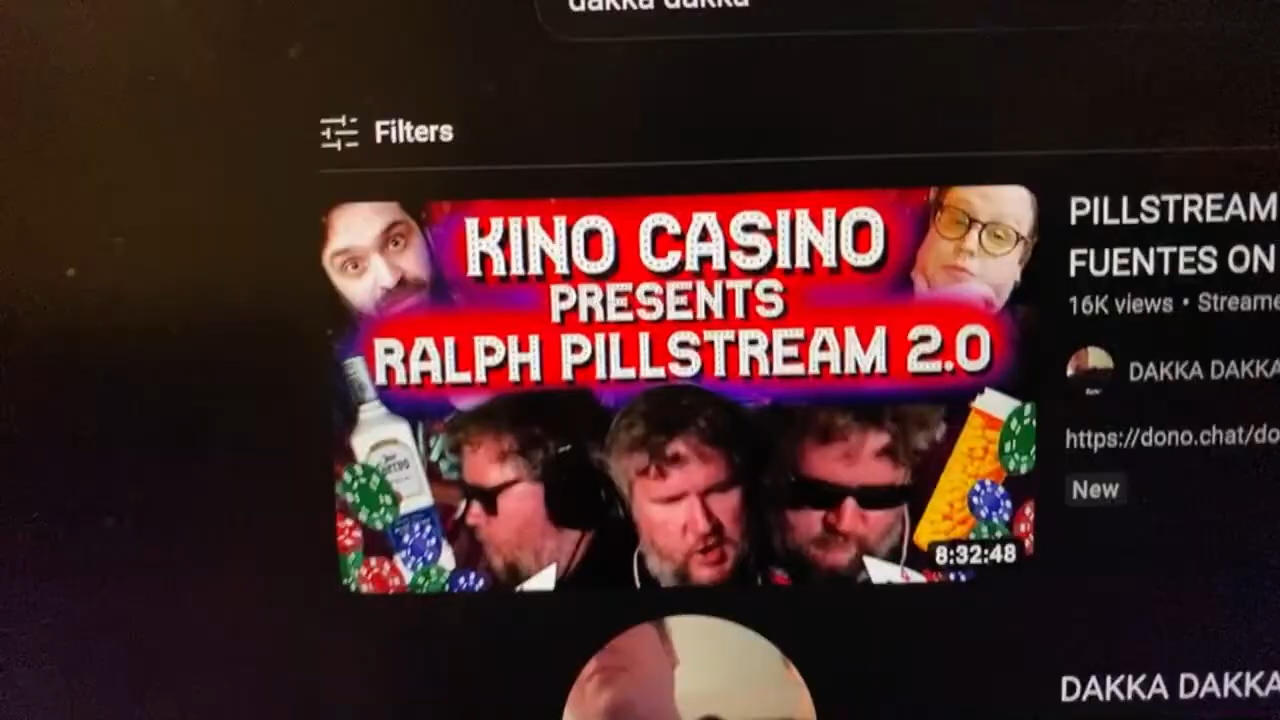 dakka dakka
Filters
KINO CASINO
PRESENTS
RALPH PILLSTREAM 2.0
8:32:48
PILLSTREAM
FUENTES ON
16K views • Streame
DAKKA DAKKA
https://dono.chat/do
New
DAKKA DAKKA